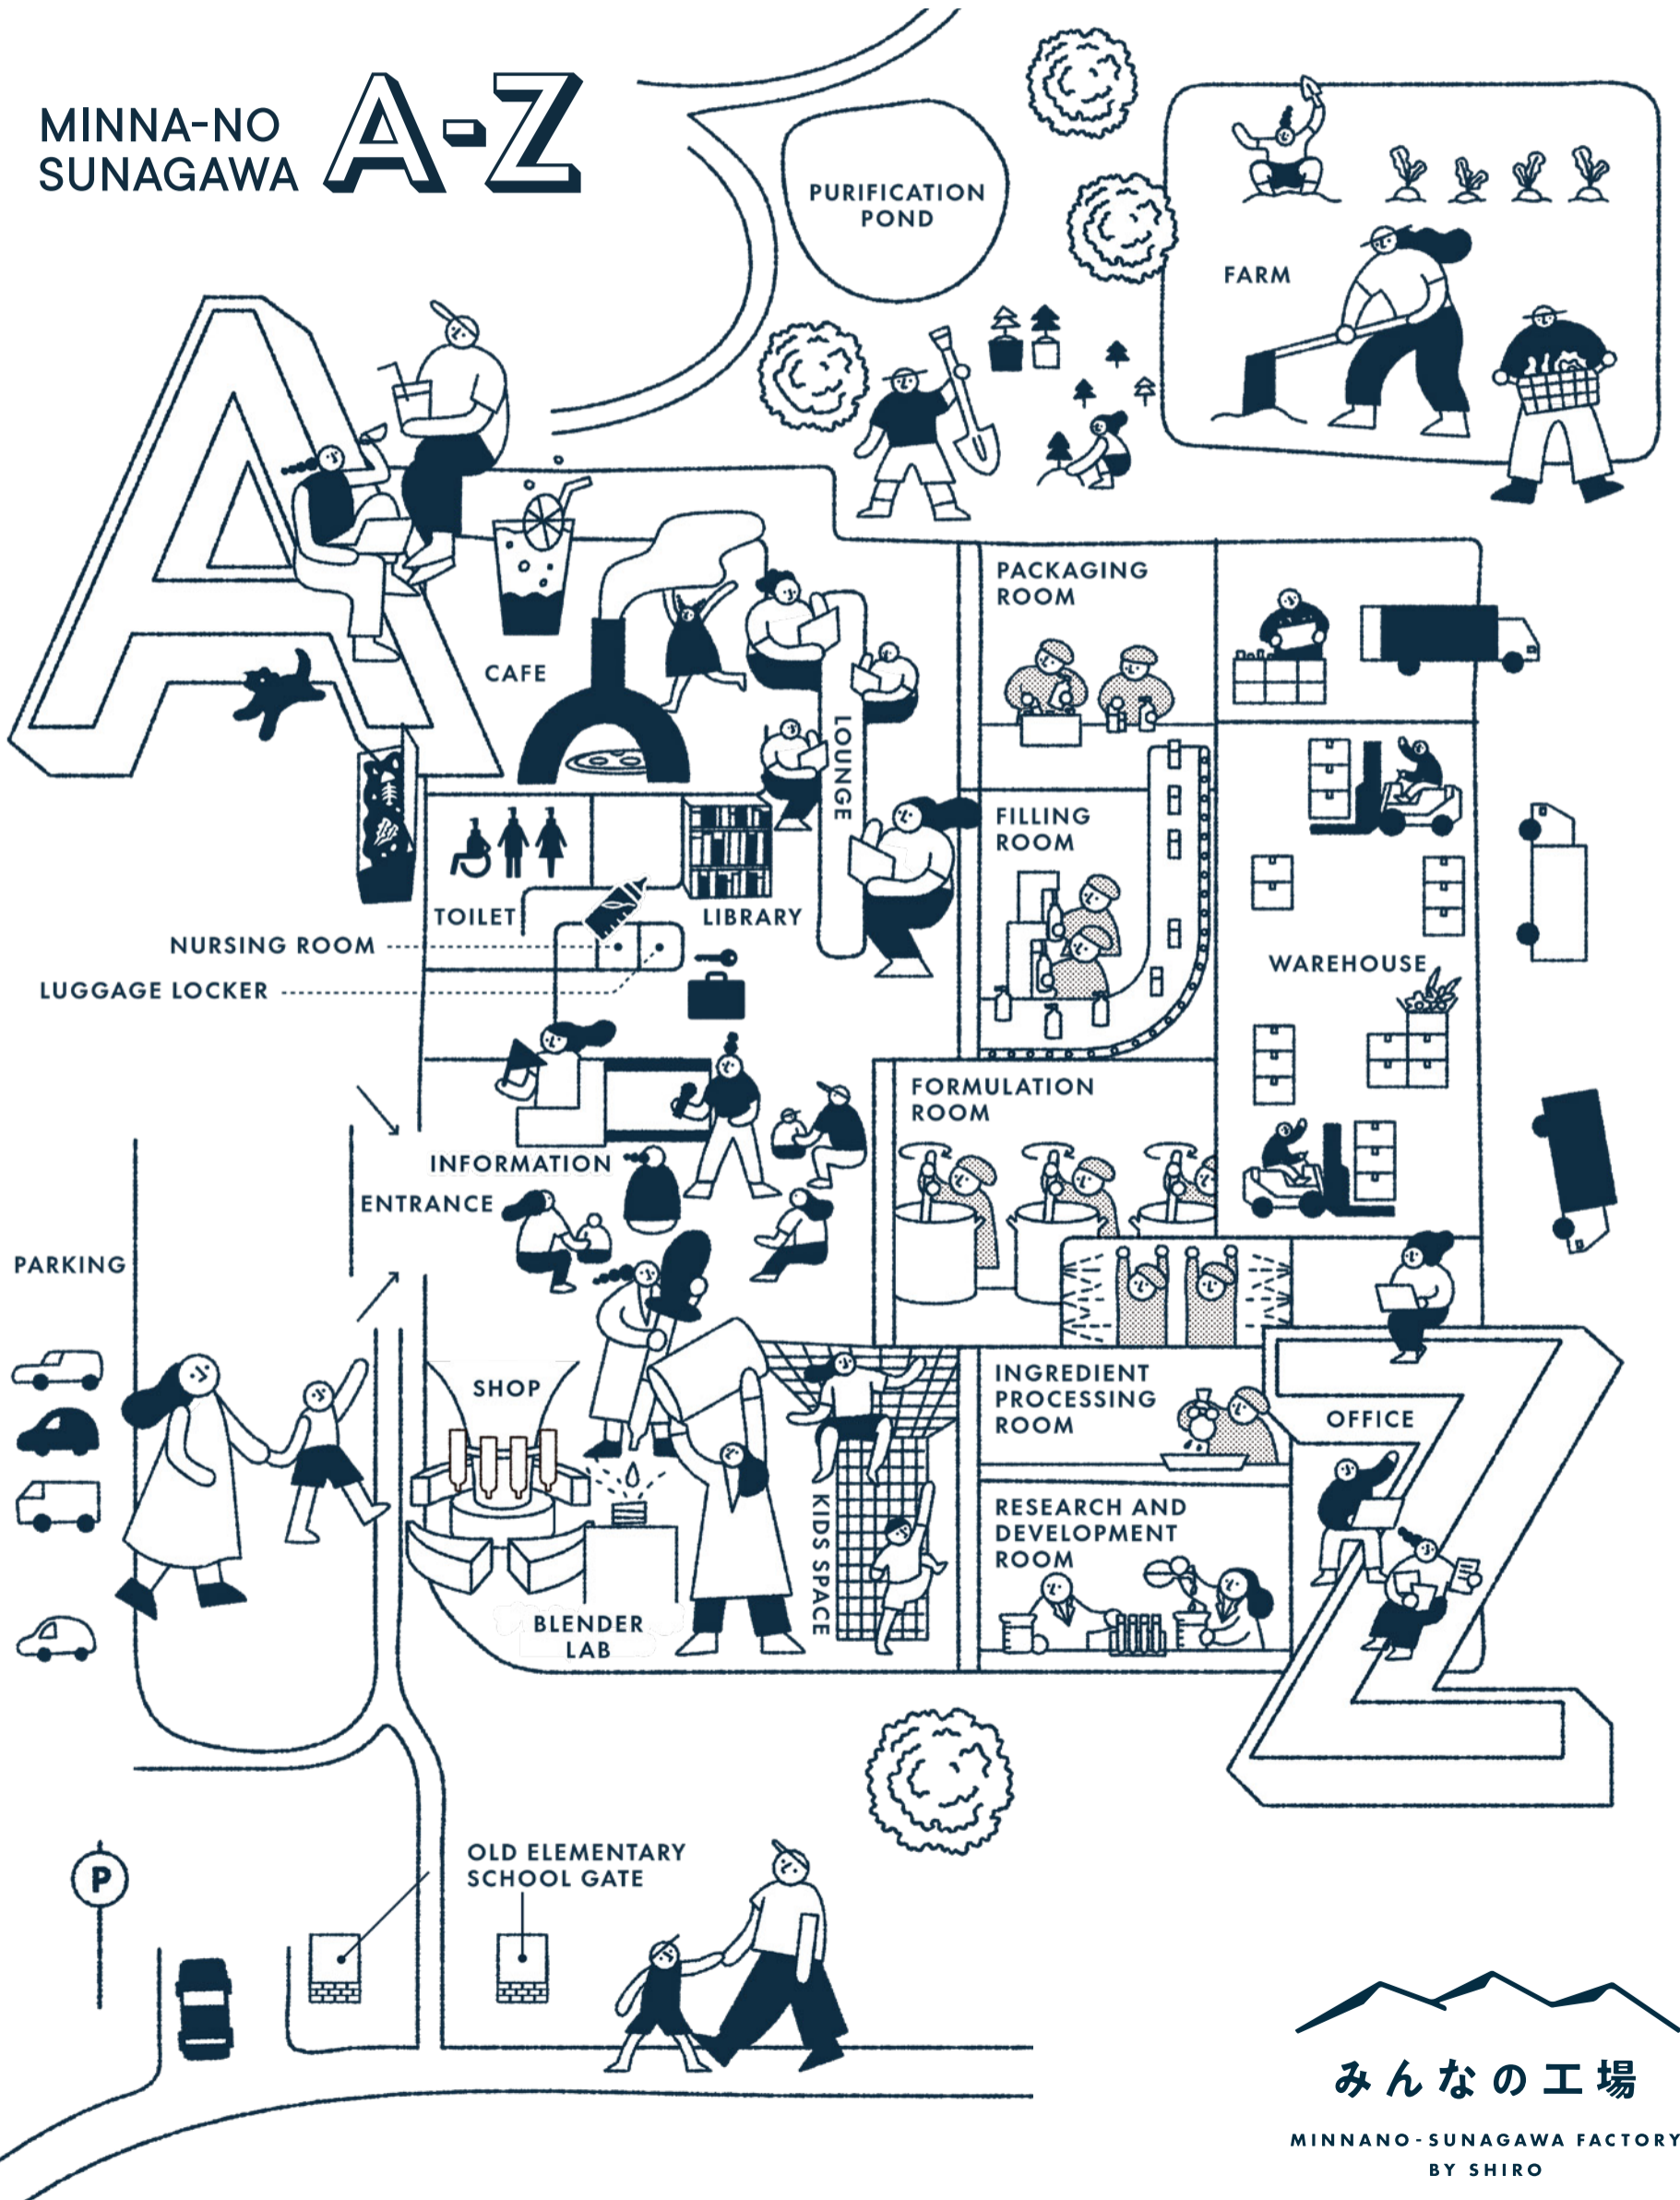 MINNA-NO
SUNAGAWA
A-Z
PURIFICATION
POND
FARM
A
CAFE
LOUNGE
PACKAGING
ROOM
FILLING
ROOM
TOILET
LIBRARY
NURSING ROOM
LUGGAGE LOCKER
WAREHOUSE
FORMULATION
ROOM
INFORMATION
ENTRANCE
PARKING
SHOP
INGREDIENT
PROCESSING
ROOM
OFFICE
Z
KIDS SPACE
RESEARCH AND
DEVELOPMENT
ROOM
BLENDER
LAB
OLD ELEMENTARY
SCHOOL GATE
P
みんなの工場
MINNANO-SUNAGAWA FACTORY
BY SHIRO